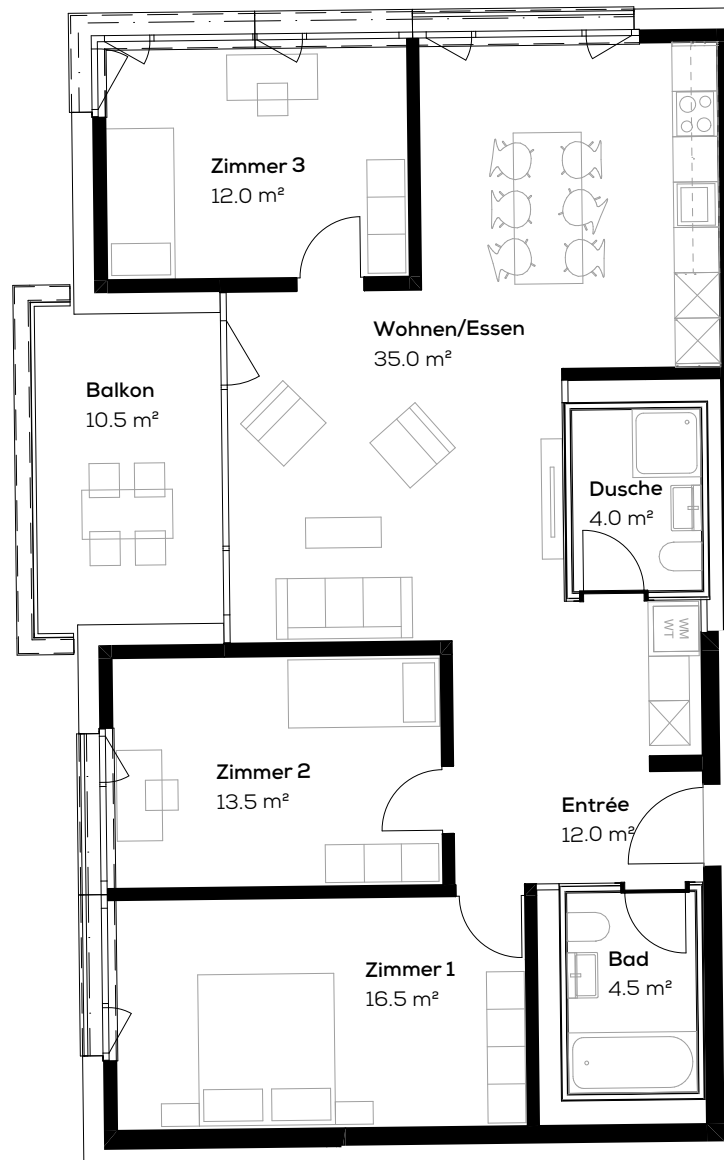 Zimmer 3
12.0 m²
Wohnen/Essen
35.0 m²
Balkon
10.5 m²
Dusche
4.0 m²
WM
WT
Zimmer 2
13.5 m²
Entrée
12.0 m²
Zimmer 1
16.5 m²
Bad
4.5 m²